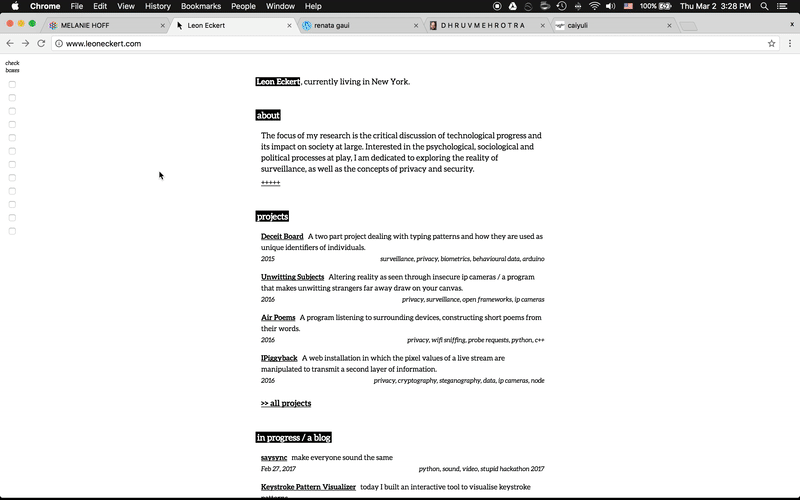 Chrome File Edit View History Bookmarks People Window Help 100% Thu Mar 2 3:28 PM
MELANIE HOFF
Leon Eckert
renata gaui
DHRUVMEHROTRA
caiyuli
www.leoneckert.com
check
boxes
Leon Eckert, currently living in New York.
about
The focus of my research is the critical discussion of technological progress and
its impact on society at large. Interested in the psychological, sociological and
political processes at play, I am dedicated to exploring the reality of
surveillance, as well as the concepts of privacy and security.
+++++
projects
Deceit Board A two part project dealing with typing patterns and how they are used as
unique identifiers of individuals.
2015 surveillance, privacy, biometrics, behavioural data, arduino
Unwitting Subjects Altering reality as seen through insecure ip cameras / a program
that makes unwitting strangers far away draw on your canvas.
2016 privacy, surveillance, open frameworks, ip cameras
Air Poems A program listening to surrounding devices, constructing short poems from
their words.
2016 privacy, wifi sniffing, probe requests, python, c++
IPiggyback A web installation in which the pixel values of a live stream are
manipulated to transmit a second layer of information.
2016 privacy, cryptography, steganography, data, ip cameras, node
>> all projects
in progress / a blog
saysync make everyone sound the same
Feb 27, 2017 python, sound, video, stupid hackathon 2017
Keystroke Pattern Visualizer today I built an interactive tool to visualise keystroke
patterns